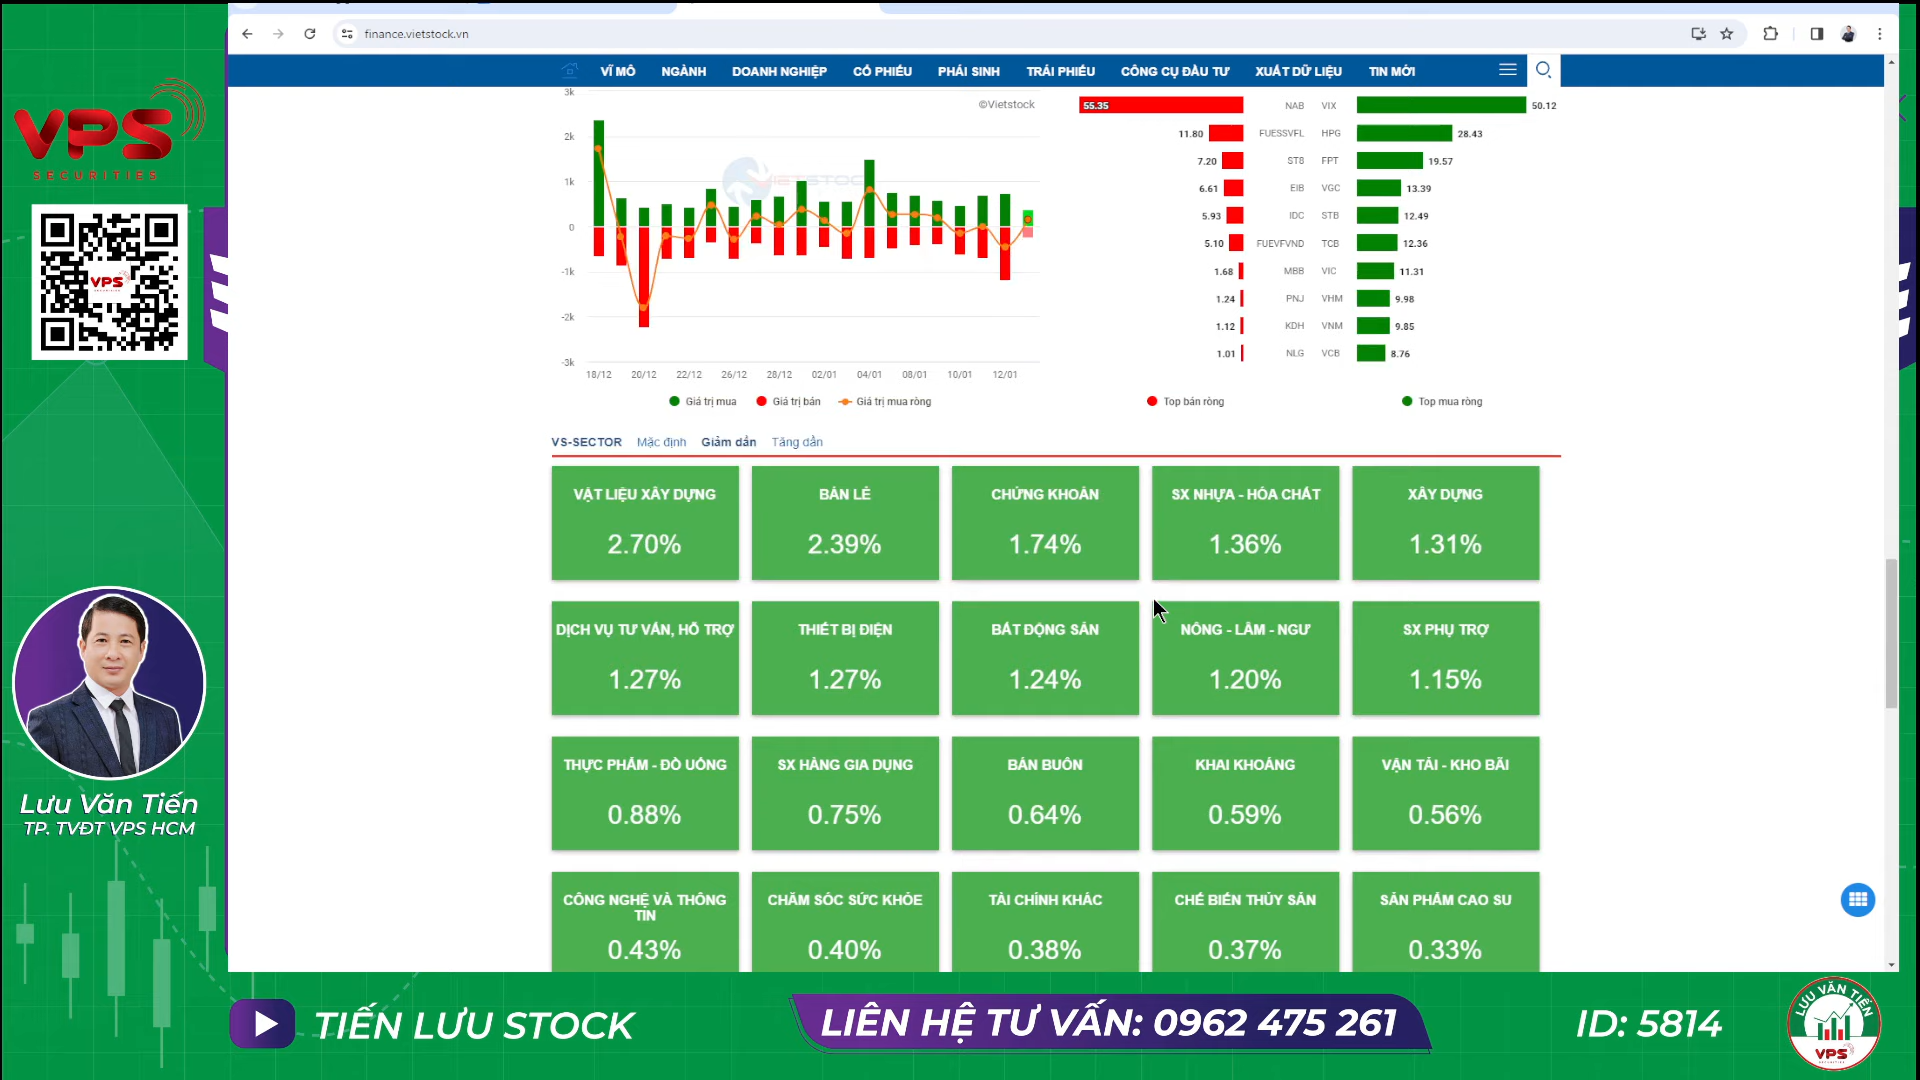 finance.vietstock.vn
VĨ MÔ NGÀNH DOANH NGHIỆP CỔ PHIẾU PHÁI SINH TRÁI PHIẾU CÔNG CỤ ĐẦU TƯ XUẤT DỮ LIỆU TIN MỚI
VPS
SECURITIES
VPS
Lưu Văn Tiến
TP. TVĐT VPS HCM
©Vietstock
3k
2k
1k
0
-1k
-2k
-3k
18/12 20/12 22/12 26/12 28/12 02/01 04/01 08/01 10/01 12/01
Giá trị mua Giá trị bán Giá trị mua ròng
55.35 NAB VIX 50.12
11.80 FUESSVFL HPG 28.43
7.20 ST8 FPT 19.57
6.61 EIB VGC 13.39
5.93 IDC STB 12.49
5.10 FUEVFVND TCB 12.36
1.68 MBB VIC 11.31
1.24 PNJ VHM 9.98
1.12 KDH VNM 9.85
1.01 NLG VCB 8.76
Top bán ròng Top mua ròng
VS-SECTOR Mặc định Giảm dần Tăng dần
VẬT LIỆU XÂY DỰNG BÁN LẺ CHỨNG KHOÁN SX NHỰA - HÓA CHẤT XÂY DỰNG
2.70% 2.39% 1.74% 1.36% 1.31%
DỊCH VỤ TƯ VẤN, HỖ TRỢ THIẾT BỊ ĐIỆN BẤT ĐỘNG SẢN NÔNG - LÂM - NGƯ SX PHỤ TRỢ
1.27% 1.27% 1.24% 1.20% 1.15%
THỰC PHẨM - ĐỒ UỐNG SX HÀNG GIA DỤNG BÁN BUÔN KHAI KHOÁNG VẬN TẢI - KHO BÃI
0.88% 0.75% 0.64% 0.59% 0.56%
CÔNG NGHỆ VÀ THÔNG TIN CHĂM SÓC SỨC KHỎE TÀI CHÍNH KHÁC CHẾ BIẾN THỦY SẢN SẢN PHẨM CAO SU
0.43% 0.40% 0.38% 0.37% 0.33%
TIẾN LƯU STOCK
LIÊN HỆ TƯ VẤN: 0962 475 261
ID: 5814
LƯU VĂN TIẾN
VPS